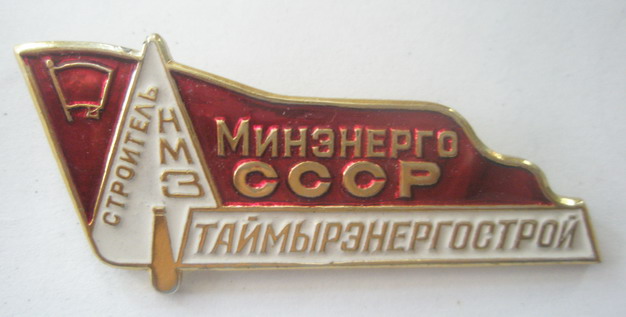 СТРОИТЕЛЬ
НМЗ
МИНЭНЕРГО
СССР
ТАЙМЫРЭНЕРГОСТРОЙ